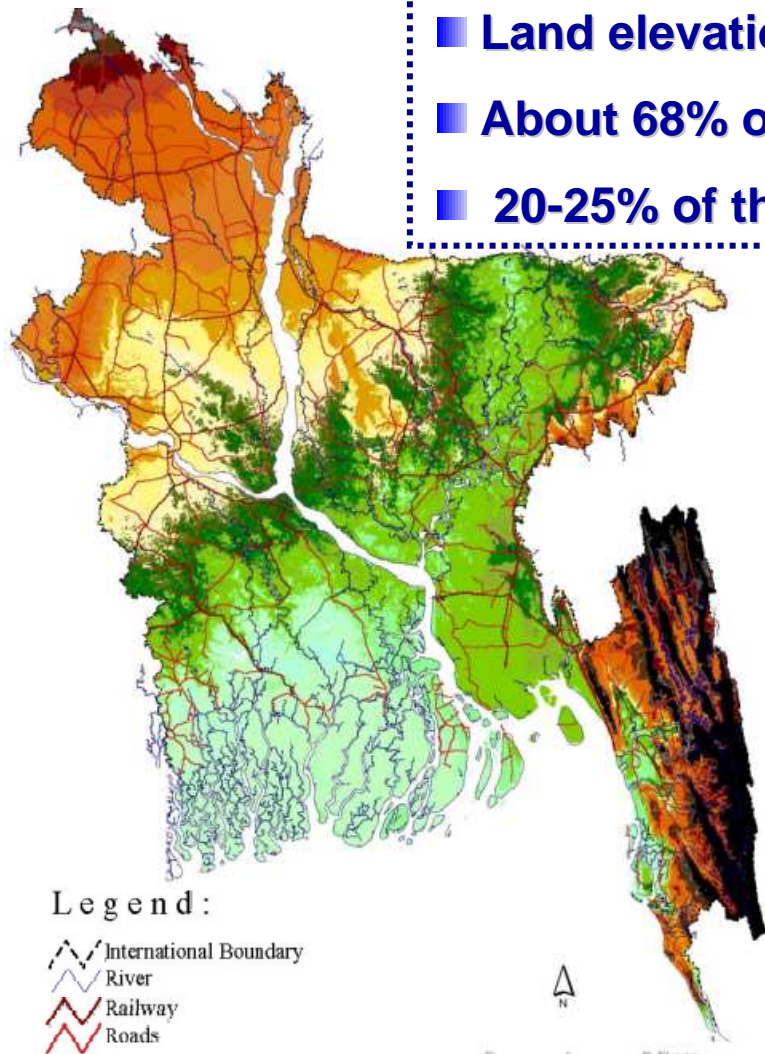 Land elevatio
About 68% o
20-25% of th
Legend:
International Boundary
River
Railway
Roads
N